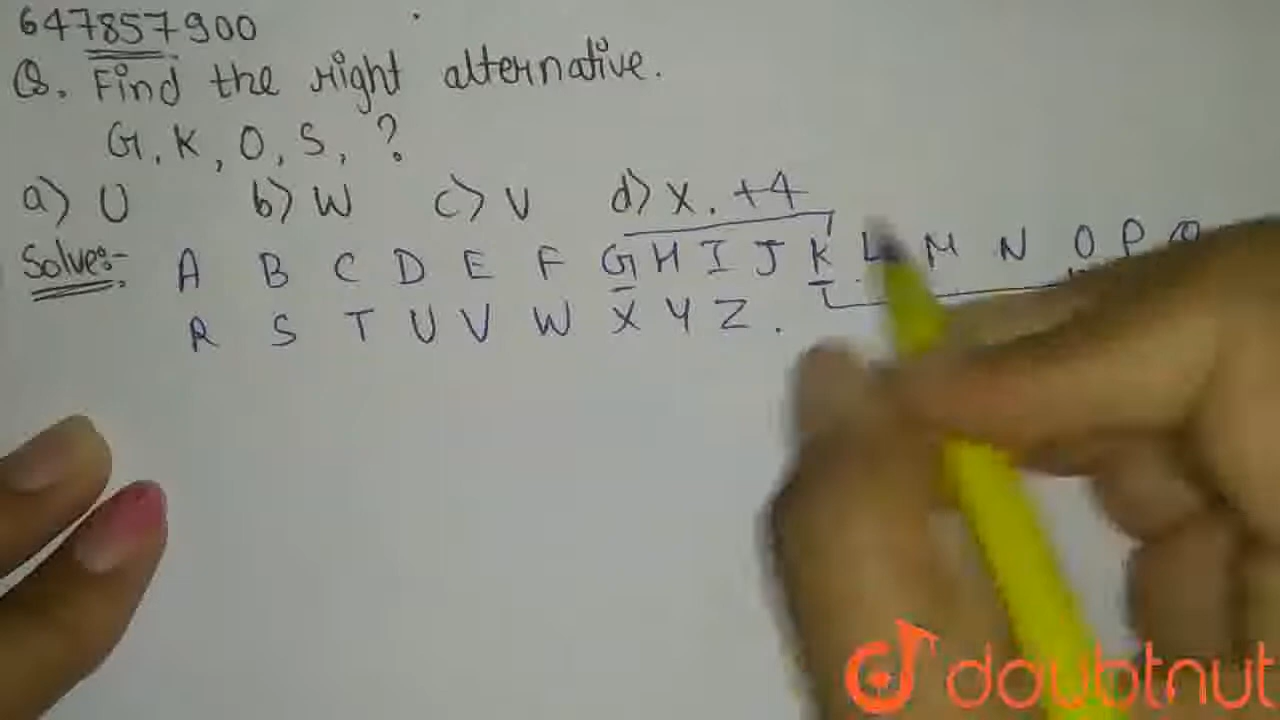 647857900
Q. Find the right alternative.
G, K, O, S, ?
a) U b) W c) V d) X. +4
Solve:- A B C D E F G H I J K L M N O P Q
R S T U V W X Y Z.
doubtnut